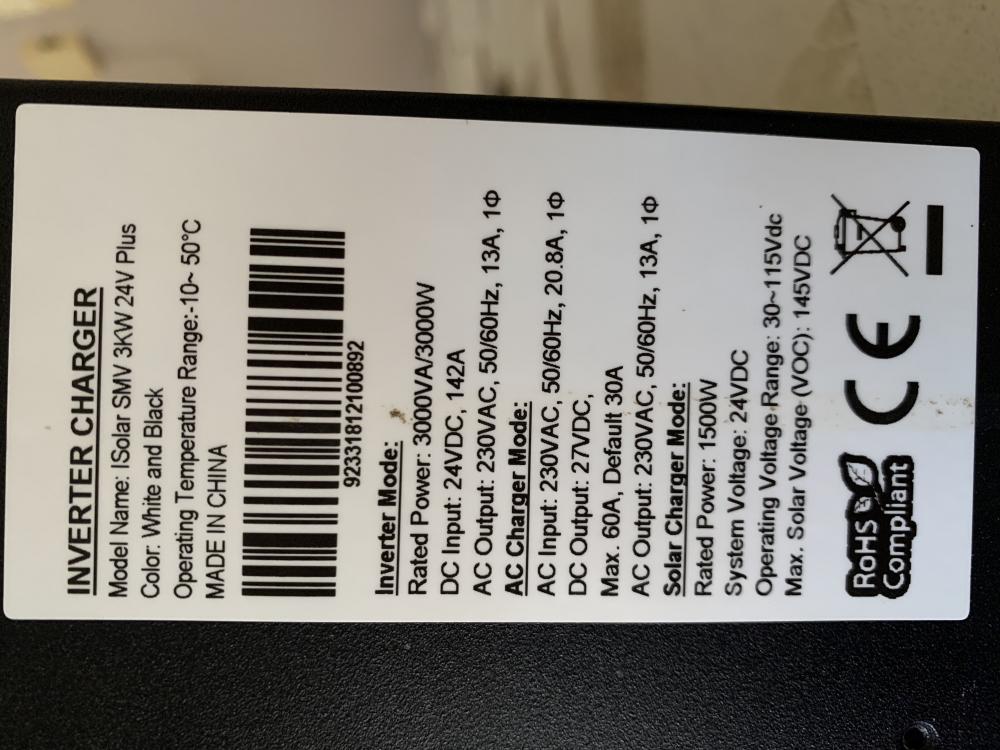 INVERTER CHARGER
Model Name: ISolar SMV 3KW 24V Plus
Color: White and Black
Operating Temperature Range:-10~ 50°C
MADE IN CHINA
92331812100892
Inverter Mode:
Rated Power: 3000VA/3000W
DC Input: 24VDC, 142A
AC Output: 230VAC, 50/60Hz, 13A, 1Φ
AC Charger Mode:
AC Input: 230VAC, 50/60Hz, 20.8A, 1Φ
DC Output: 27VDC,
Max. 60A, Default 30A
AC Output: 230VAC, 50/60Hz, 13A, 1Φ
Solar Charger Mode:
Rated Power: 1500W
System Voltage: 24VDC
Operating Voltage Range: 30~115Vdc
Max. Solar Voltage (VOC): 145VDC
RoHS
Compliant
CE